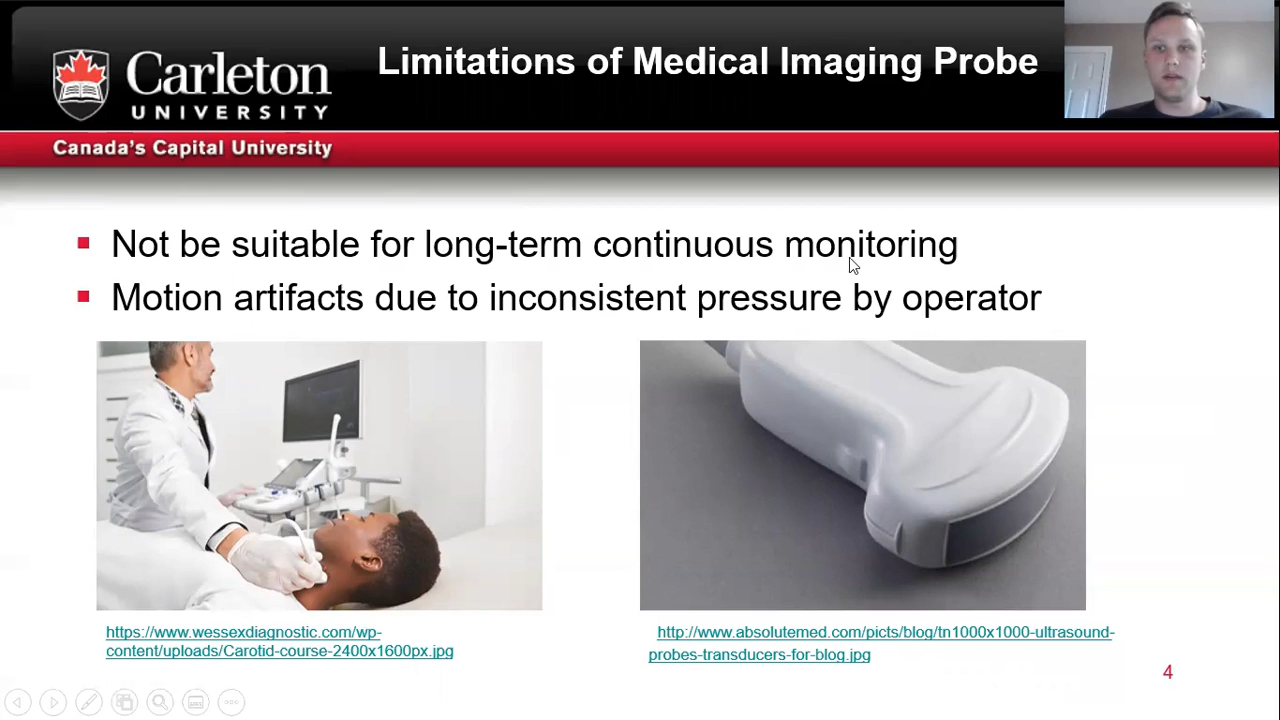 Carleton
UNIVERSITY
Canada's Capital University
Limitations of Medical Imaging Probe
Not be suitable for long-term continuous monitoring
Motion artifacts due to inconsistent pressure by operator
https://www.wessexdiagnostic.com/wp-
content/uploads/Carotid-course-2400x1600px.jpg
http://www.absolutemed.com/picts/blog/tn1000x1000-ultrasound-
probes-transducers-for-blog.jpg
4